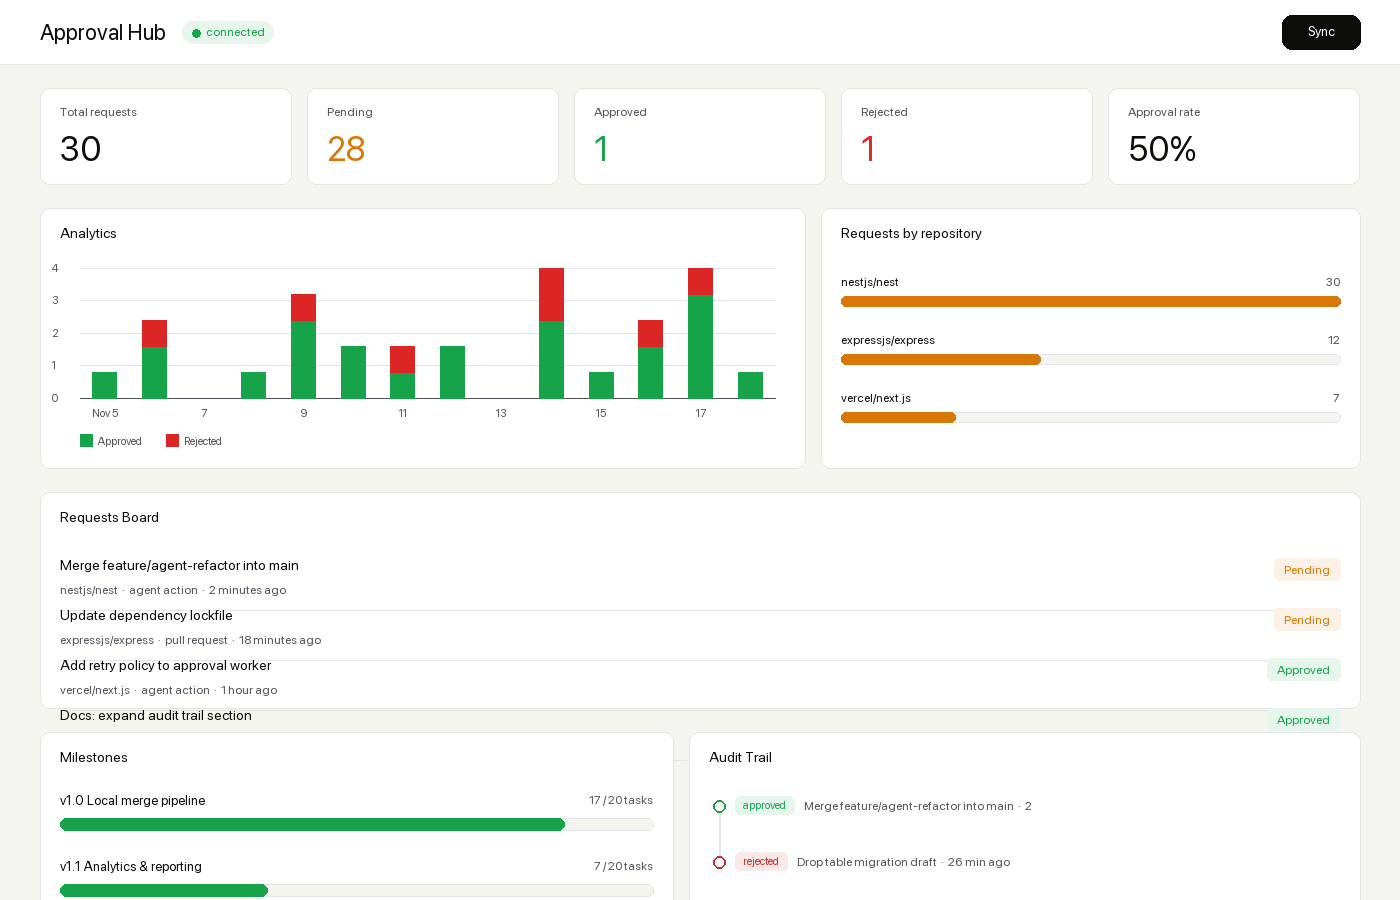 Approval Hub
connected
Sync
Total requests
30
Pending
28
Approved
1
Rejected
1
Approval rate
50%
Analytics
4
3
2
1
0
Nov 5 7 9 11 13 15 17
Approved Rejected
Requests by repository
nestjs/nest 30
expressjs/express 12
vercel/next.js 7
Requests Board
Merge feature/agent-refactor into main
Pending
nestjs/nest · agent action · 2 minutes ago
Update dependency lockfile
Pending
expressjs/express · pull request · 18 minutes ago
Add retry policy to approval worker
Approved
vercel/next.js · agent action · 1 hour ago
Docs: expand audit trail section
Approved
Milestones
v1.0 Local merge pipeline 17 / 20 tasks
v1.1 Analytics & reporting 7 / 20 tasks
Audit Trail
approved Merge feature/agent-refactor into main · 2
rejected Drop table migration draft · 26 min ago